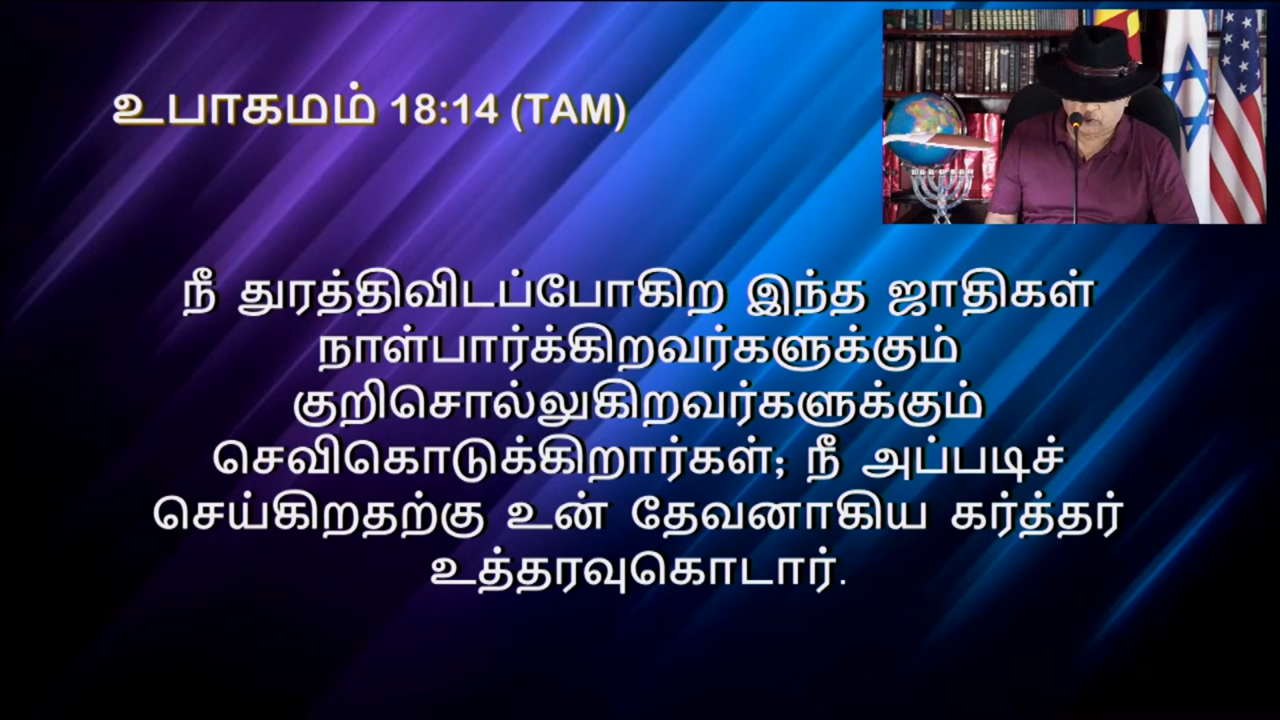 உபாகமம் 18:14 (TAM)
நீ துரத்திவிடப்போகிற இந்த ஜாதிகள்
நாள்பார்க்கிறவர்களுக்கும்
குறிசொல்லுகிறவர்களுக்கும்
செவிகொடுக்கிறார்கள்; நீ அப்படிச்
செய்கிறதற்கு உன் தேவனாகிய கர்த்தர்
உத்தரவுகொடார்.